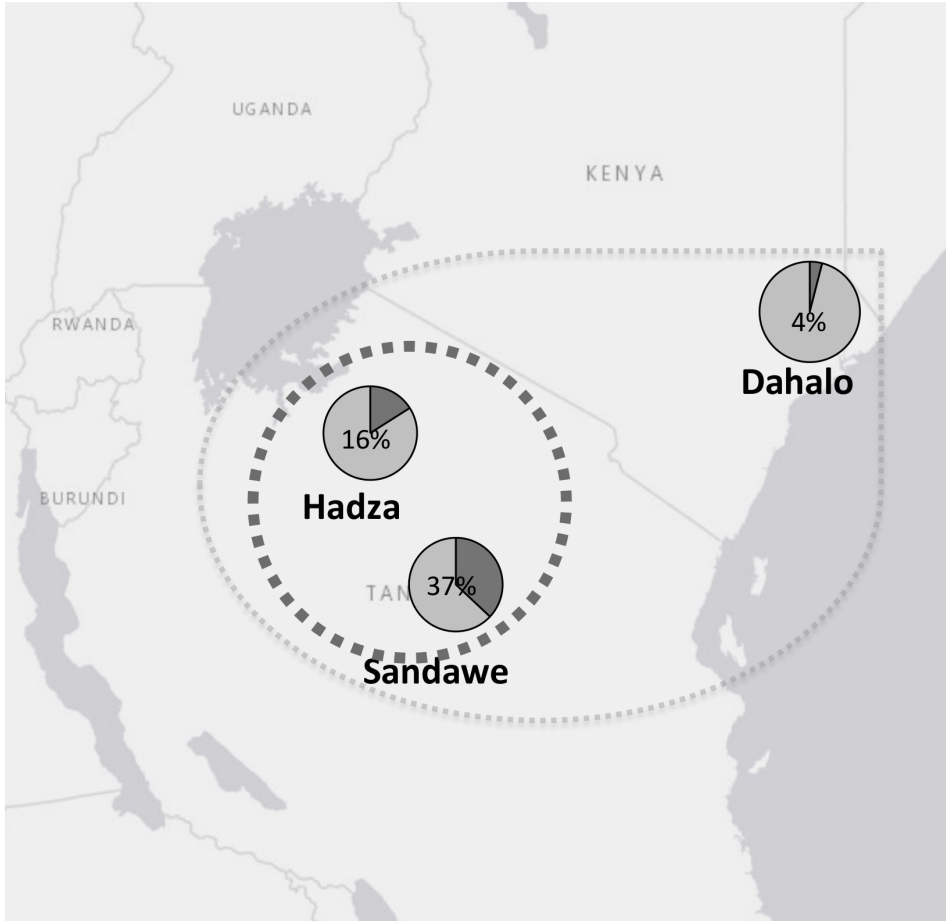 UGANDA
KENYA
4%
RWANDA
Dahalo
16%
BURUNDI
Hadza
37%
TAN
Sandawe